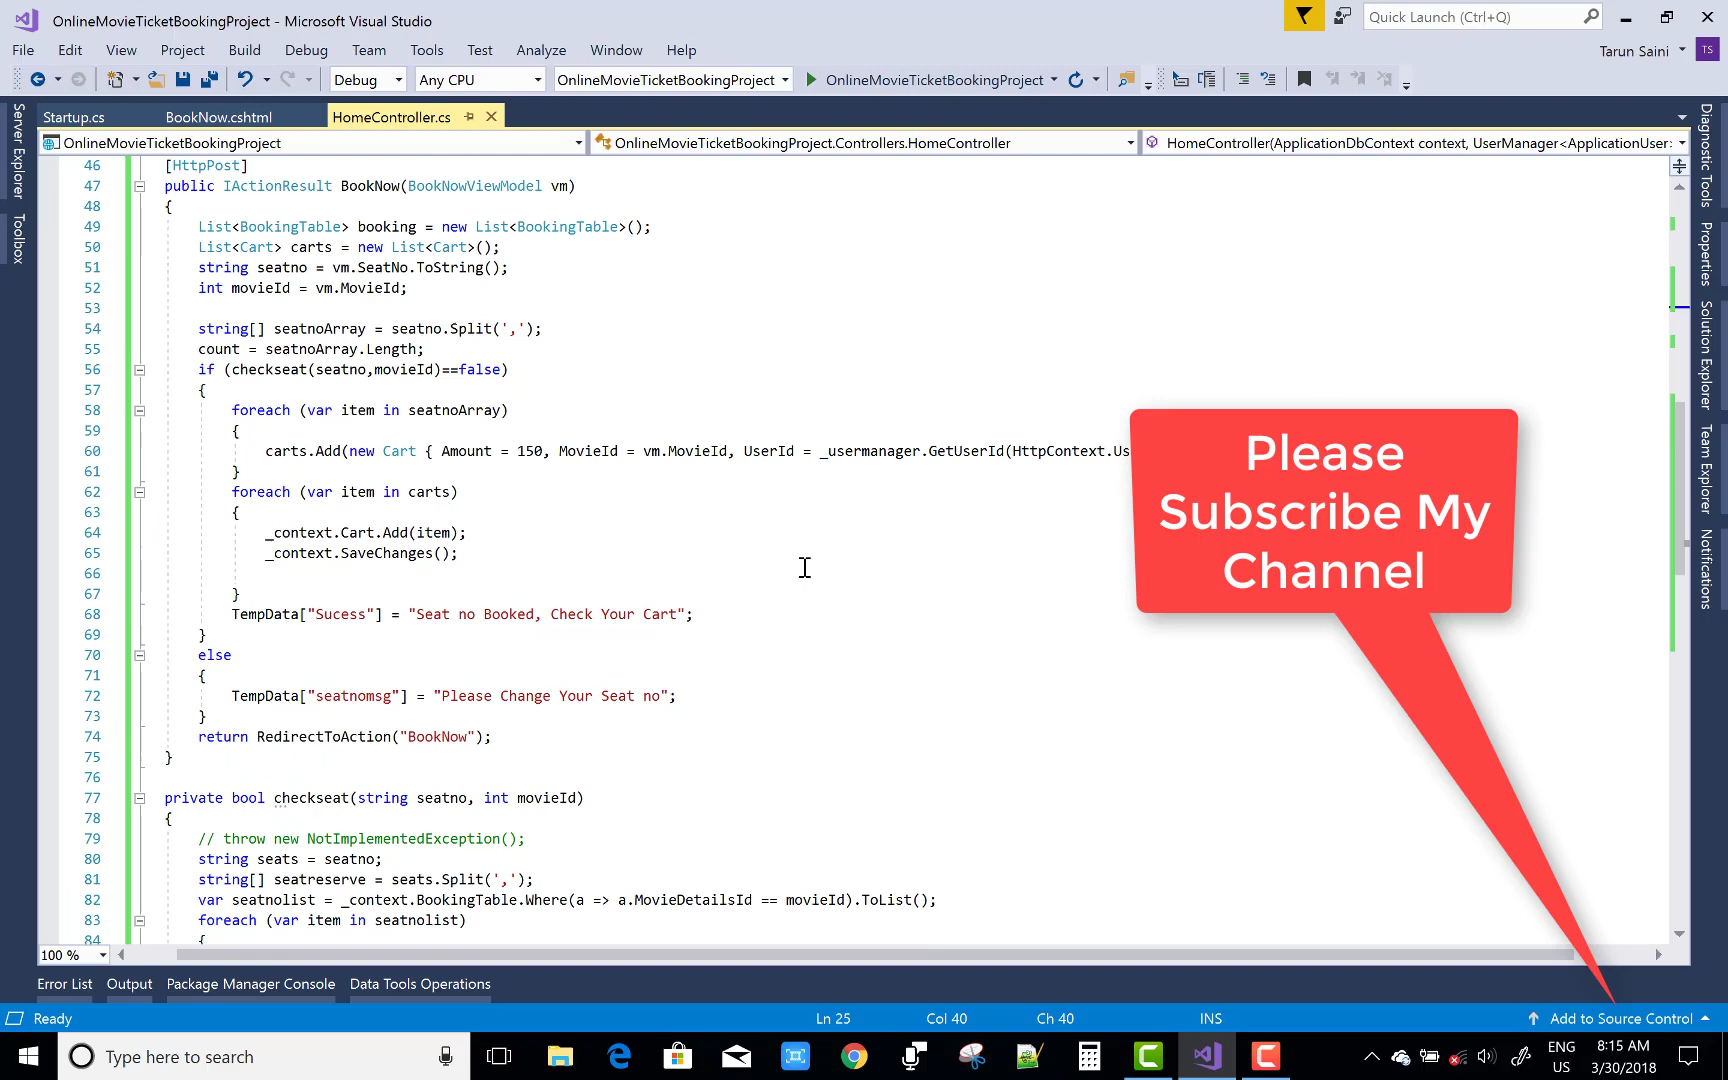 OnlineMovieTicketBookingProject - Microsoft Visual Studio
Quick Launch (Ctrl+Q)
File Edit View Project Build Debug Team Tools Test Analyze Window Help
Tarun Saini TS
Debug Any CPU OnlineMovieTicketBookingProject OnlineMovieTicketBookingProject
Startup.cs BookNow.cshtml HomeController.cs
OnlineMovieTicketBookingProject OnlineMovieTicketBookingProject.Controllers.HomeController HomeController(ApplicationDbContext context, UserManager<ApplicationUser>
Server Explorer
Toolbox
46 [HttpPost]
47 public IActionResult BookNow(BookNowViewModel vm)
48 {
49 List<BookingTable> booking = new List<BookingTable>();
50 List<Cart> carts = new List<Cart>();
51 string seatno = vm.SeatNo.ToString();
52 int movieId = vm.MovieId;
53
54 string[] seatnoArray = seatno.Split(',');
55 count = seatnoArray.Length;
56 if (checkseat(seatno,movieId)==false)
57 {
58 foreach (var item in seatnoArray)
59 {
60 carts.Add(new Cart { Amount = 150, MovieId = vm.MovieId, UserId = _usermanager.GetUserId(HttpContext.Us
61 }
62 foreach (var item in carts)
63 {
64 _context.Cart.Add(item);
65 _context.SaveChanges();
66
67 }
68 TempData["Sucess"] = "Seat no Booked, Check Your Cart";
69 }
70 else
71 {
72 TempData["seatnomsg"] = "Please Change Your Seat no";
73 }
74 return RedirectToAction("BookNow");
75 }
76
77 private bool checkseat(string seatno, int movieId)
78 {
79 // throw new NotImplementedException();
80 string seats = seatno;
81 string[] seatreserve = seats.Split(',');
82 var seatnolist = _context.BookingTable.Where(a => a.MovieDetailsId == movieId).ToList();
83 foreach (var item in seatnolist)
84 {
Please
Subscribe My
Channel
Diagnostic Tools
Properties
Solution Explorer
Team Explorer
Notifications
100 %
Error List Output Package Manager Console Data Tools Operations
Ready Ln 25 Col 40 Ch 40 INS Add to Source Control
Type here to search
ENG
US
8:15 AM
3/30/2018